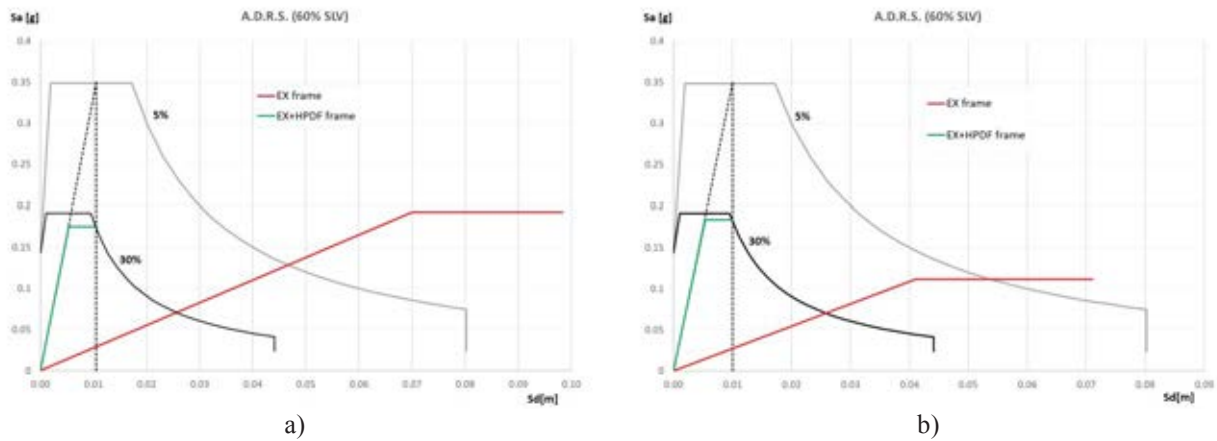 Sa [g]
A.D.R.S. (60% SLV)
0.4
0.35
0.3
0.25
0.2
0.15
0.1
0.05
0
5%
30%
EX frame
EX+HPDF frame
0.00 0.01 0.02 0.03 0.04 0.05 0.06 0.07 0.08 0.09 0.10
Sd[m]
a)
Sa [g]
A.D.R.S. (60% SLV)
0.4
0.35
0.3
0.25
0.2
0.15
0.1
0.05
0
5%
30%
EX frame
EX+HPDF frame
0.00 0.01 0.02 0.03 0.04 0.05 0.06 0.07 0.08 0.09
Sd[m]
b)